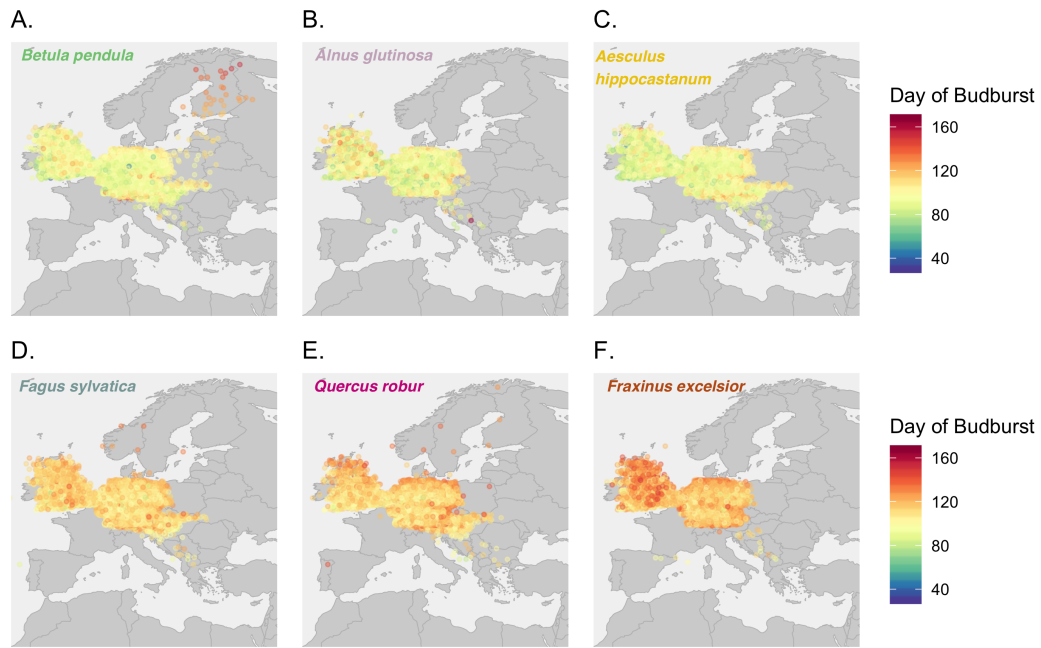 A.
B.
C.
Betula pendula
Alnus glutinosa
Aesculus
hippocastanum
Day of Budburst
160
120
80
40
D.
E.
F.
Fagus sylvatica
Quercus robur
Fraxinus excelsior
Day of Budburst
160
120
80
40